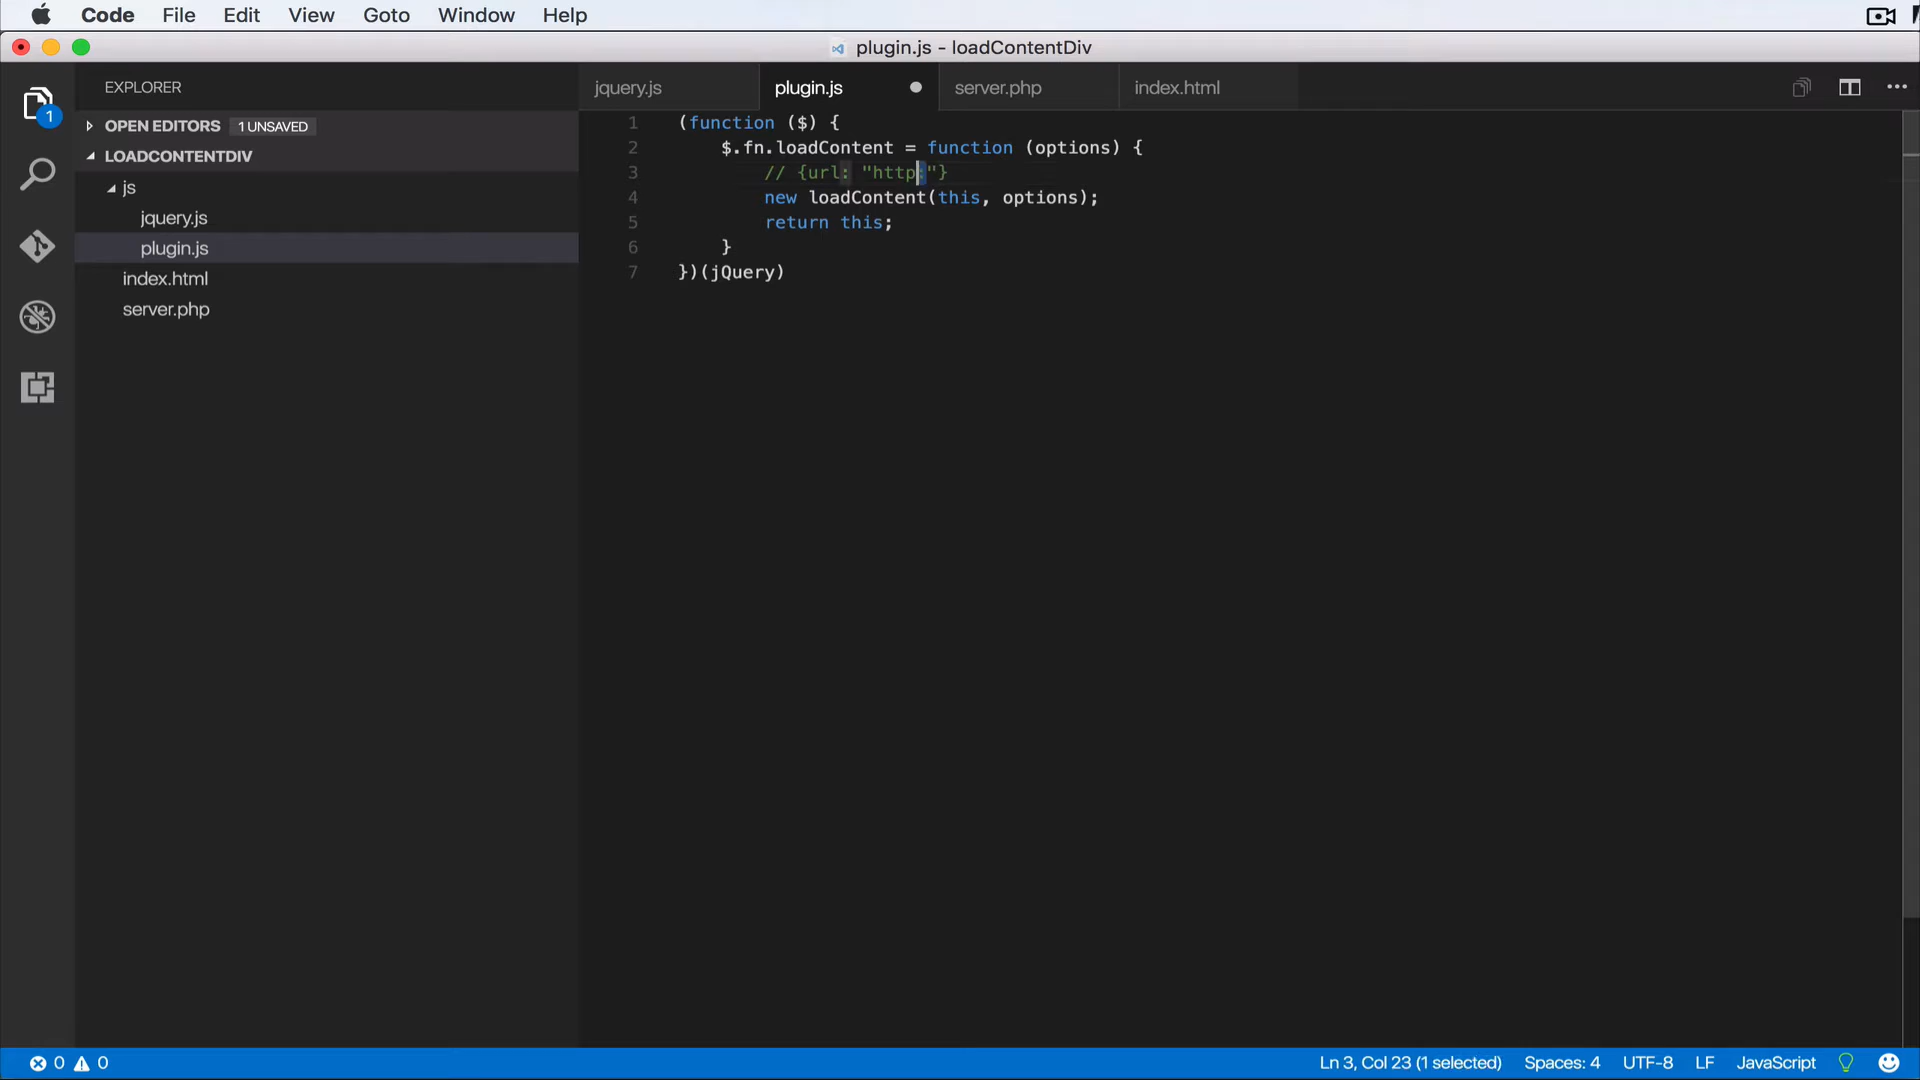 Code File Edit View Goto Window Help
plugin.js - loadContentDiv
EXPLORER
jquery.js plugin.js server.php index.html
OPEN EDITORS 1 UNSAVED
LOADCONTENTDIV
js
jquery.js
plugin.js
index.html
server.php
1
1 (function ($) {
2 $.fn.loadContent = function (options) {
3 // {url: "http:"}
4 new loadContent(this, options);
5 return this;
6 }
7 })(jQuery)
0 0 Ln 3, Col 23 (1 selected) Spaces: 4 UTF-8 LF JavaScript